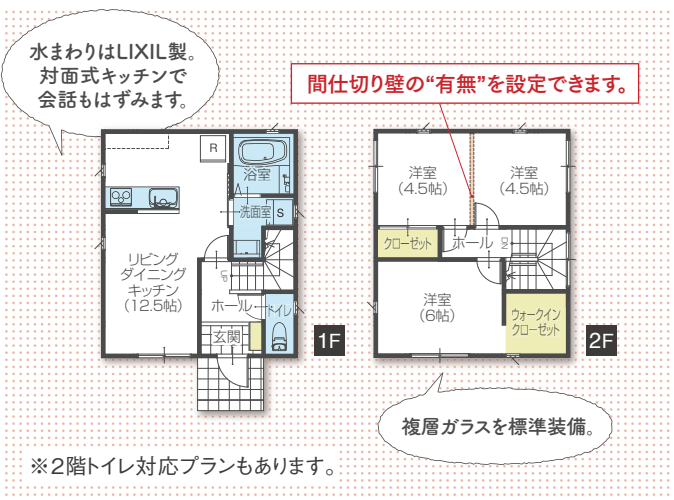 水まわりはLIXIL製。
対面式キッチンで
会話もはずみます。
間仕切り壁の“有無”を設定できます。
R
浴室
洗面室
S
リビング
ダイニング
キッチン
(12.5帖)
UP
ホール
トイレ
玄関
1F
洋室
(4.5帖)
洋室
(4.5帖)
クローゼット
ホール
DN
洋室
(6帖)
ウォークイン
クローゼット
2F
複層ガラスを標準装備。
※2階トイレ対応プランもあります。